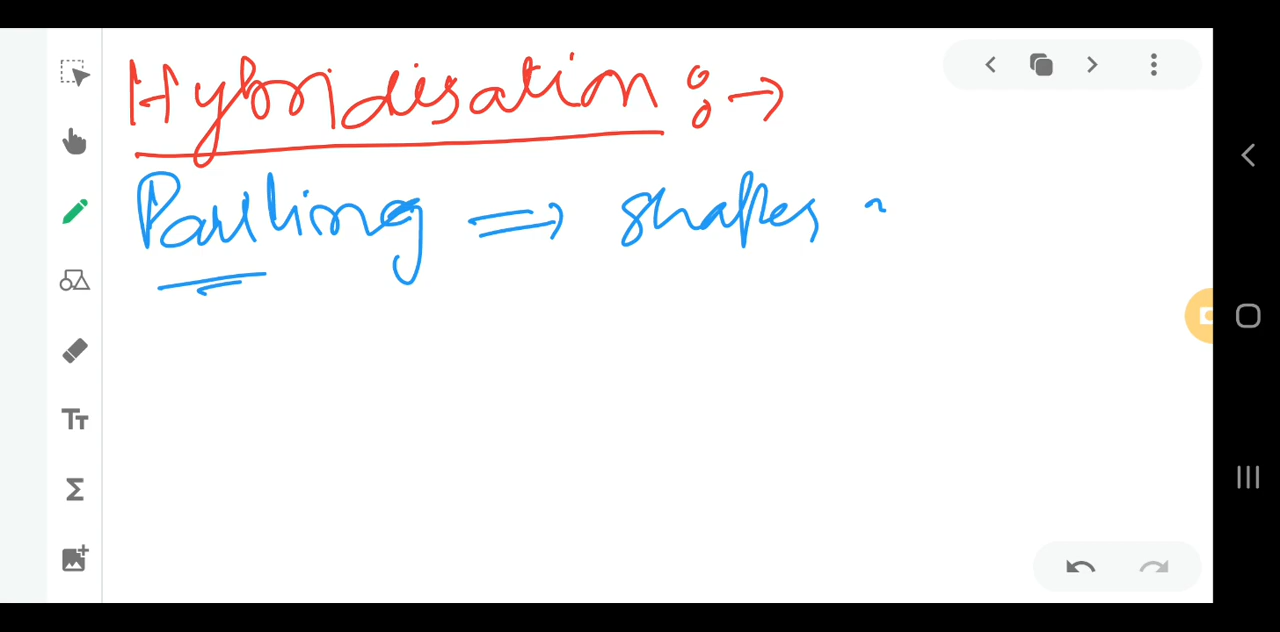 Hybridisation :→
Pauling ⇒ shapes